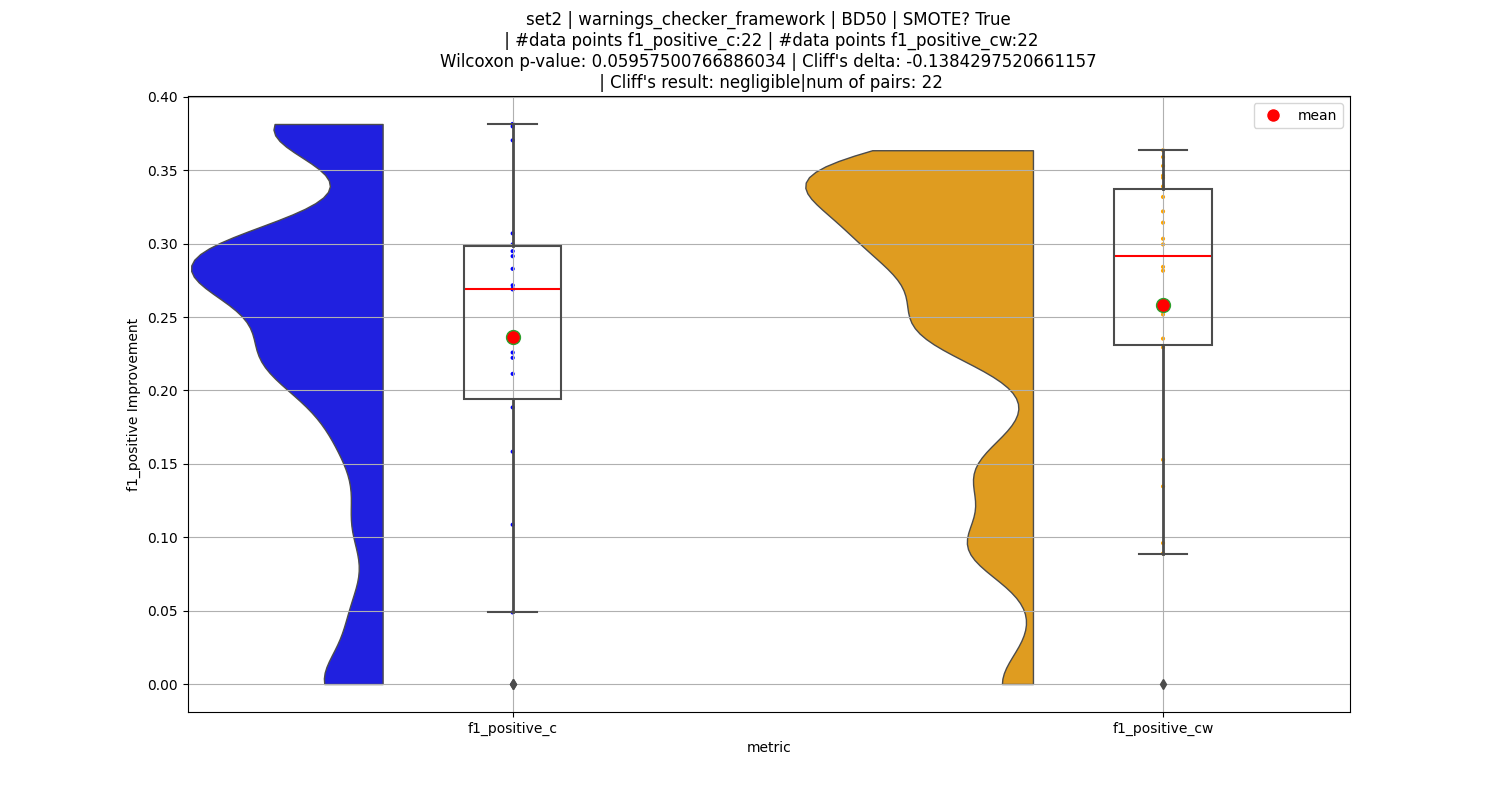 set2 | warnings_checker_framework | BD50 | SMOTE? True
| #data points f1_positive_c:22 | #data points f1_positive_cw:22
Wilcoxon p-value: 0.05957500766886034 | Cliff's delta: -0.1384297520661157
| Cliff's result: negligible|num of pairs: 22
mean
0.40
0.35
0.30
0.25
0.20
0.15
0.10
0.05
0.00
f1_positive Improvement
f1_positive_c
f1_positive_cw
metric